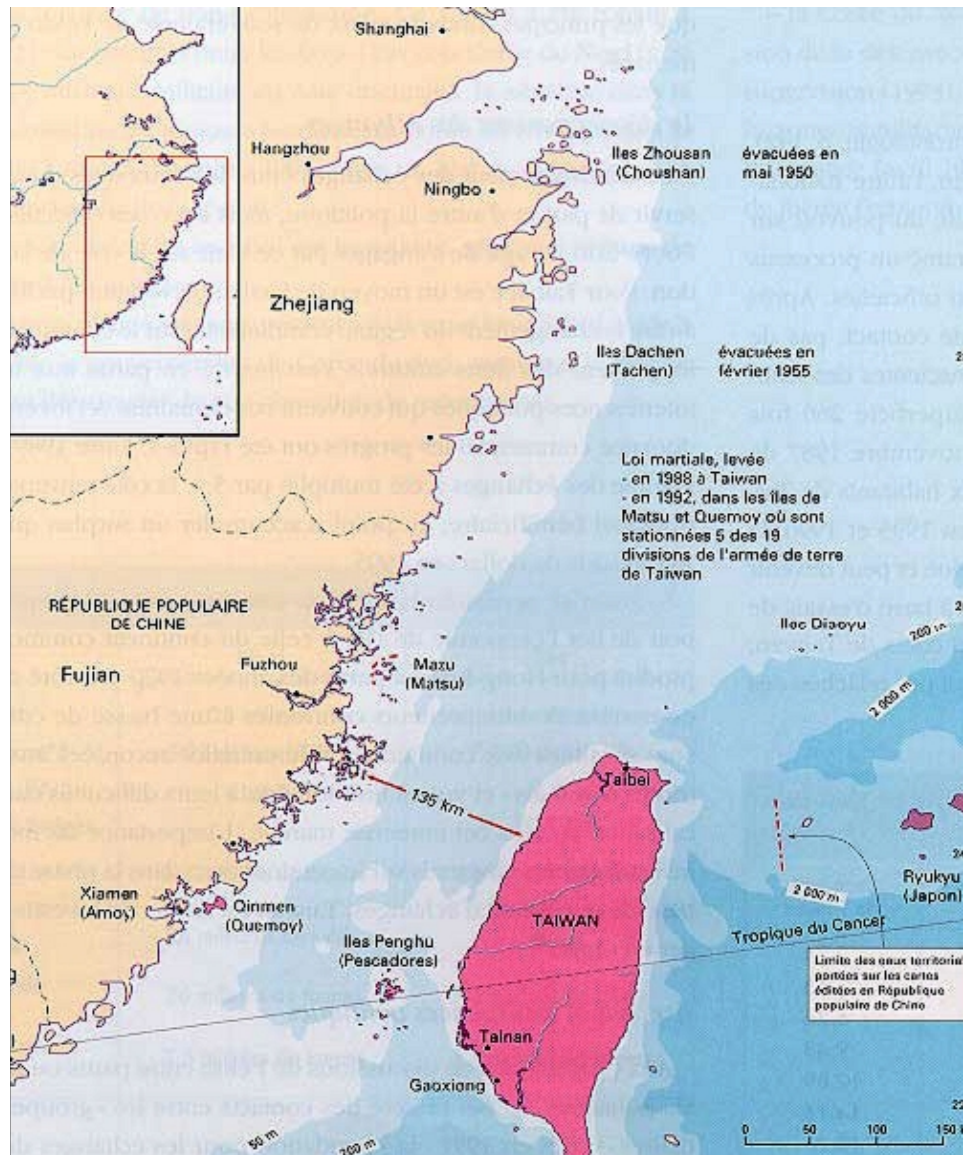 Shanghai
Hangzhou
Ningbo
Iles Zhousan
(Choushan)
évacuées en
mai 1950
Zhejiang
Iles Dachen
(Tachen)
évacuées en
février 1955
Loi martiale, levée
- en 1988 à Taiwan
- en 1992, dans les îles de
Matsu et Quemoy où sont
stationnées 5 des 19
divisions de l'armée de terre
de Taiwan
RÉPUBLIQUE POPULAIRE
DE CHINE
Iles Diaoyu
200 m
Fujian
Fuzhou
Mazu
(Matsu)
2 000 m
Taibei
135 km
Xiamen
(Amoy)
Qinmen
(Quemoy)
2 000 m
Ryukyu
(Japon)
TAIWAN
Tropique du Cancer
Iles Penghu
(Pescadores)
Limite des eaux territorial
portées sur les cartes
éditées en République
populaire de Chine
Tainan
Gaoxiong
50 m
200 m
0 50 100 150 k